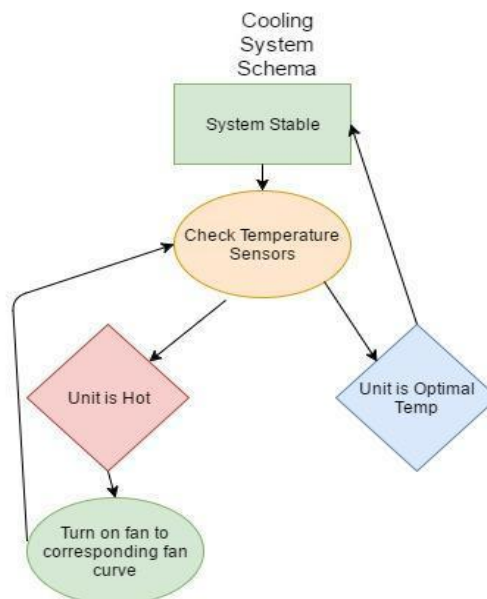 Cooling
System
Schema
System Stable
Check Temperature
Sensors
Unit is Hot
Unit is Optimal
Temp
Turn on fan to
corresponding fan
curve